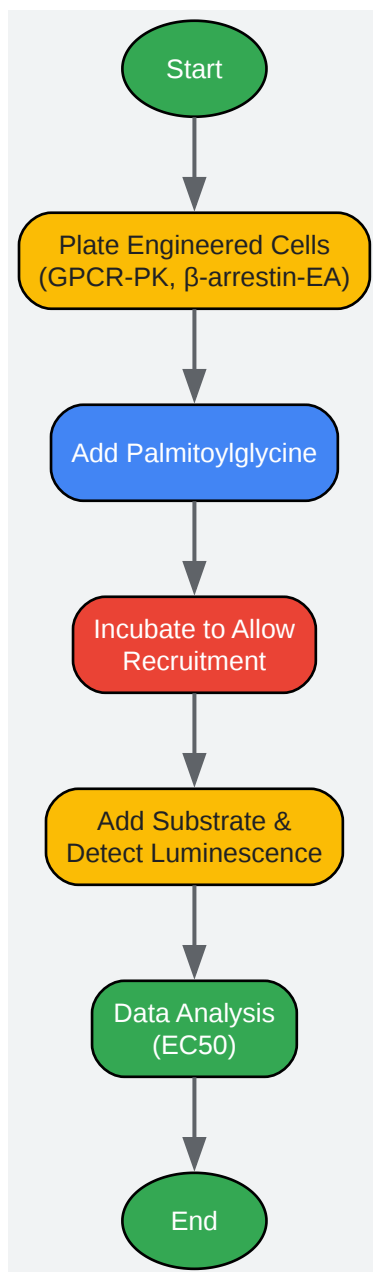 Start
Plate Engineered Cells
(GPCR-PK, β-arrestin-EA)
Add Palmitoylglycine
Incubate to Allow
Recruitment
Add Substrate &
Detect Luminescence
Data Analysis
(EC50)
End